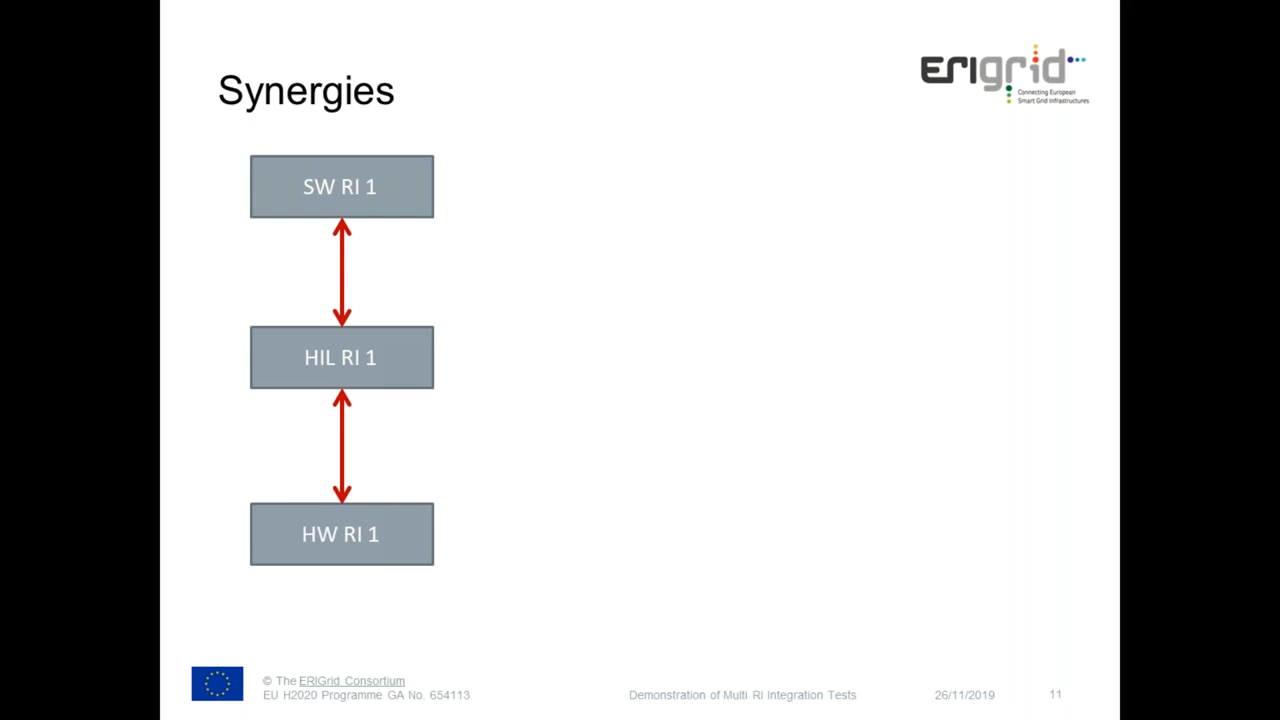 Synergies
ERIgrid
Connecting European
Smart Grid Infrastructures
SW RI 1
HIL RI 1
HW RI 1
© The ERIGrid Consortium
EU H2020 Programme GA No. 654113
Demonstration of Multi RI Integration Tests
26/11/2019
11